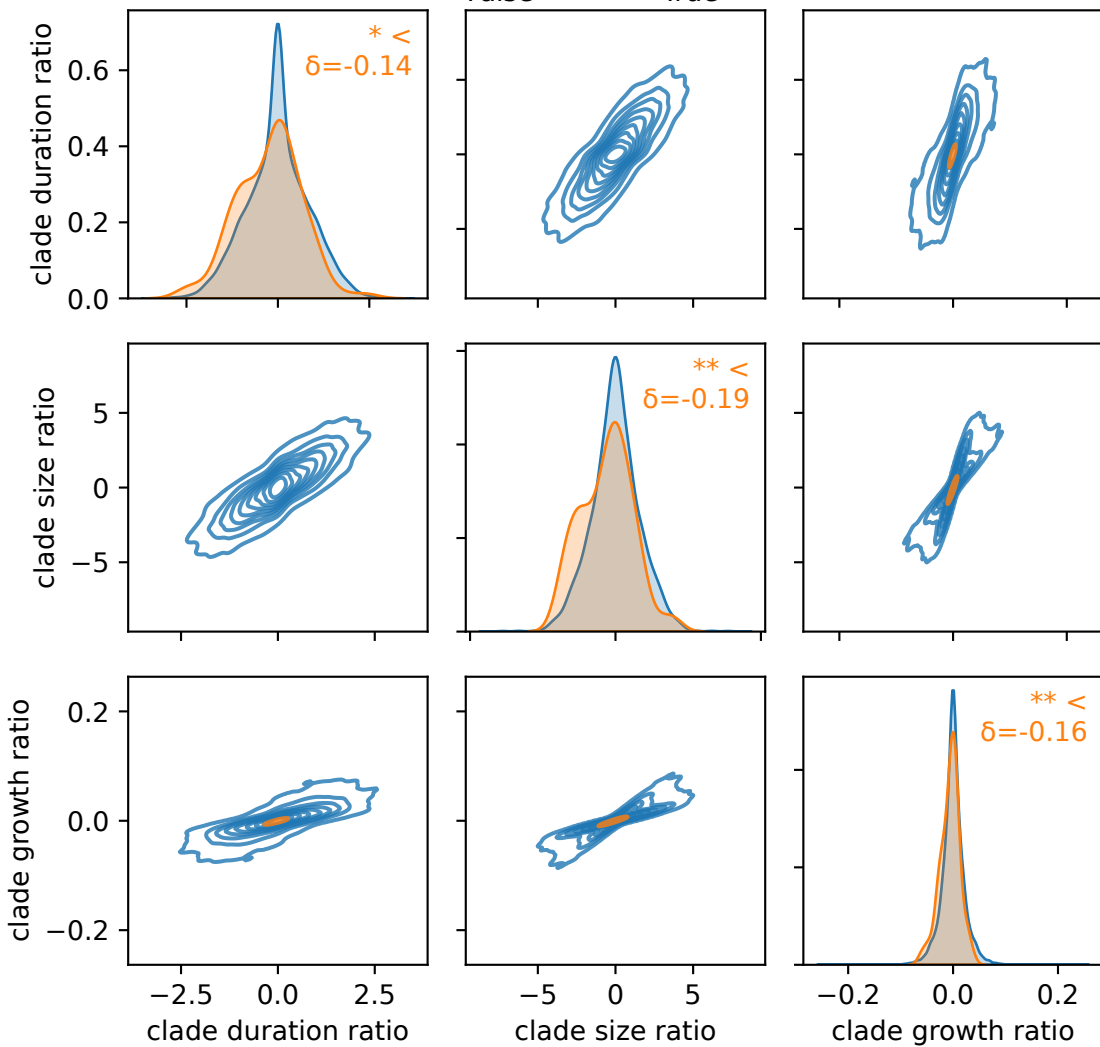 clade duration ratio
0.6
0.4
0.2
0.0
* <
δ=-0.14
clade size ratio
5
0
−5
** <
δ=-0.19
clade growth ratio
0.2
0.0
−0.2
** <
δ=-0.16
−2.5 0.0 2.5
−5 0 5
−0.2 0.0 0.2
clade duration ratio
clade size ratio
clade growth ratio